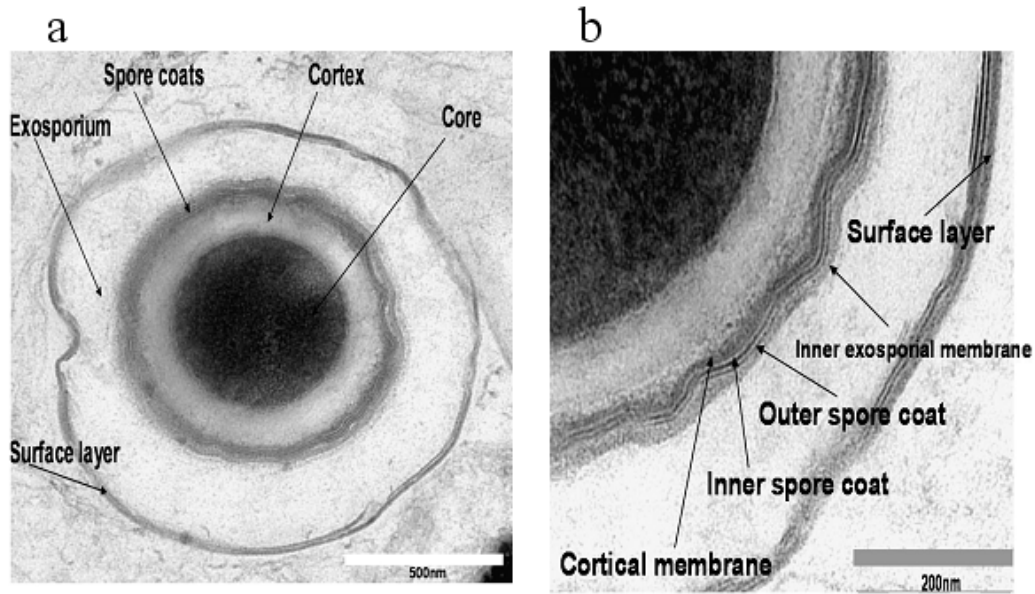 a
b
Spore coats
Cortex
Exosporium
Core
Surface layer
500nm
Surface layer
Inner exosporial membrane
Outer spore coat
Inner spore coat
Cortical membrane
200nm